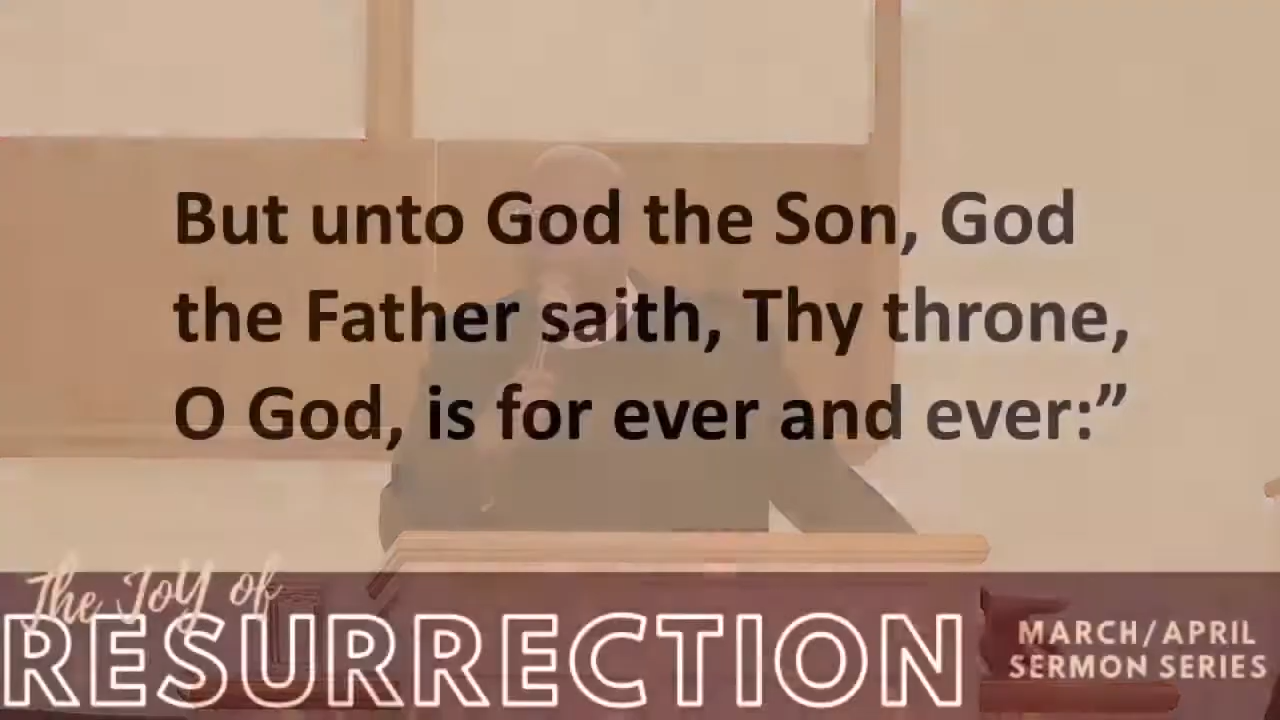 But unto God the Son, God
the Father saith, Thy throne,
O God, is for ever and ever:”
The Joy of
RESURRECTION
MARCH/APRIL
SERMON SERIES